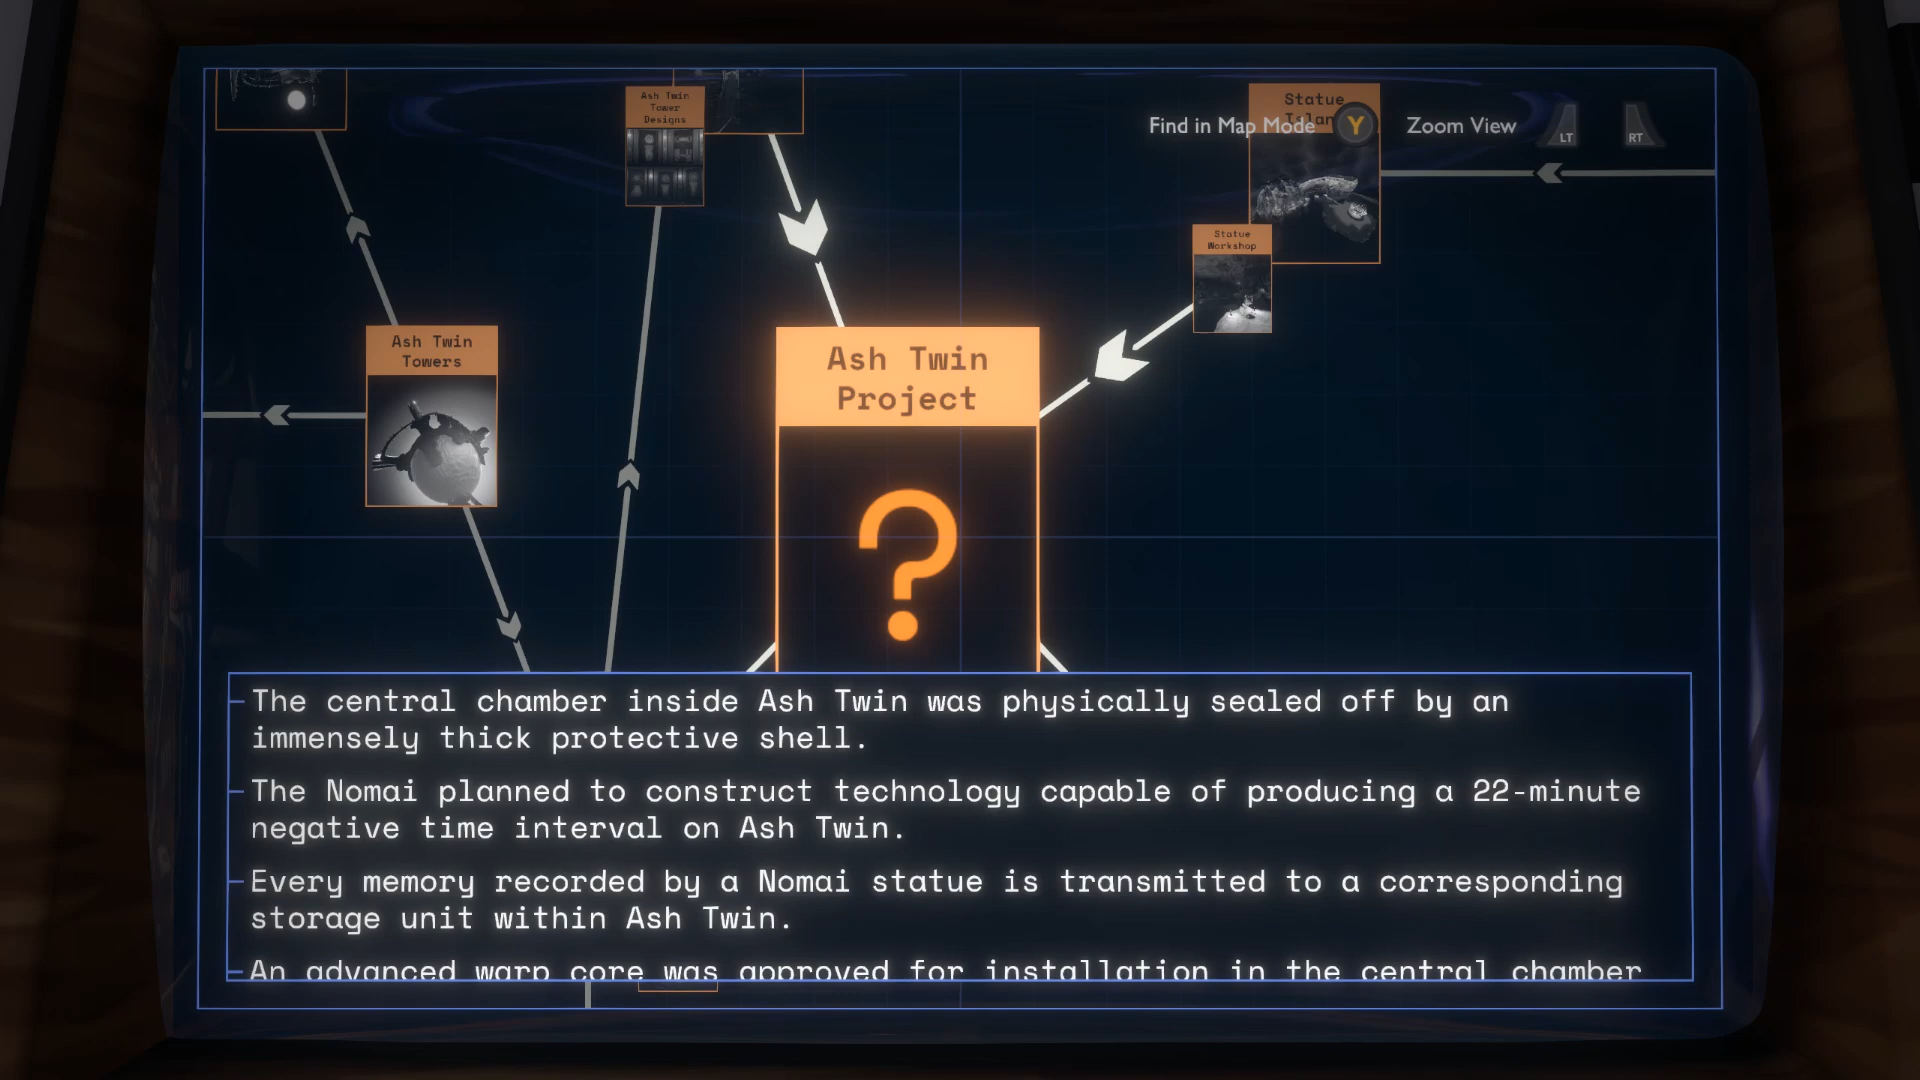 Ash Twin
Tower
Designs
Statue
Find in Map Mode Y Zoom View LT RT
Statue
Workshop
Ash Twin
Towers
Ash Twin
Project
?
The central chamber inside Ash Twin was physically sealed off by an
immensely thick protective shell.
The Nomai planned to construct technology capable of producing a 22-minute
negative time interval on Ash Twin.
Every memory recorded by a Nomai statue is transmitted to a corresponding
storage unit within Ash Twin.
An advanced warp core was approved for installation in the central chamber